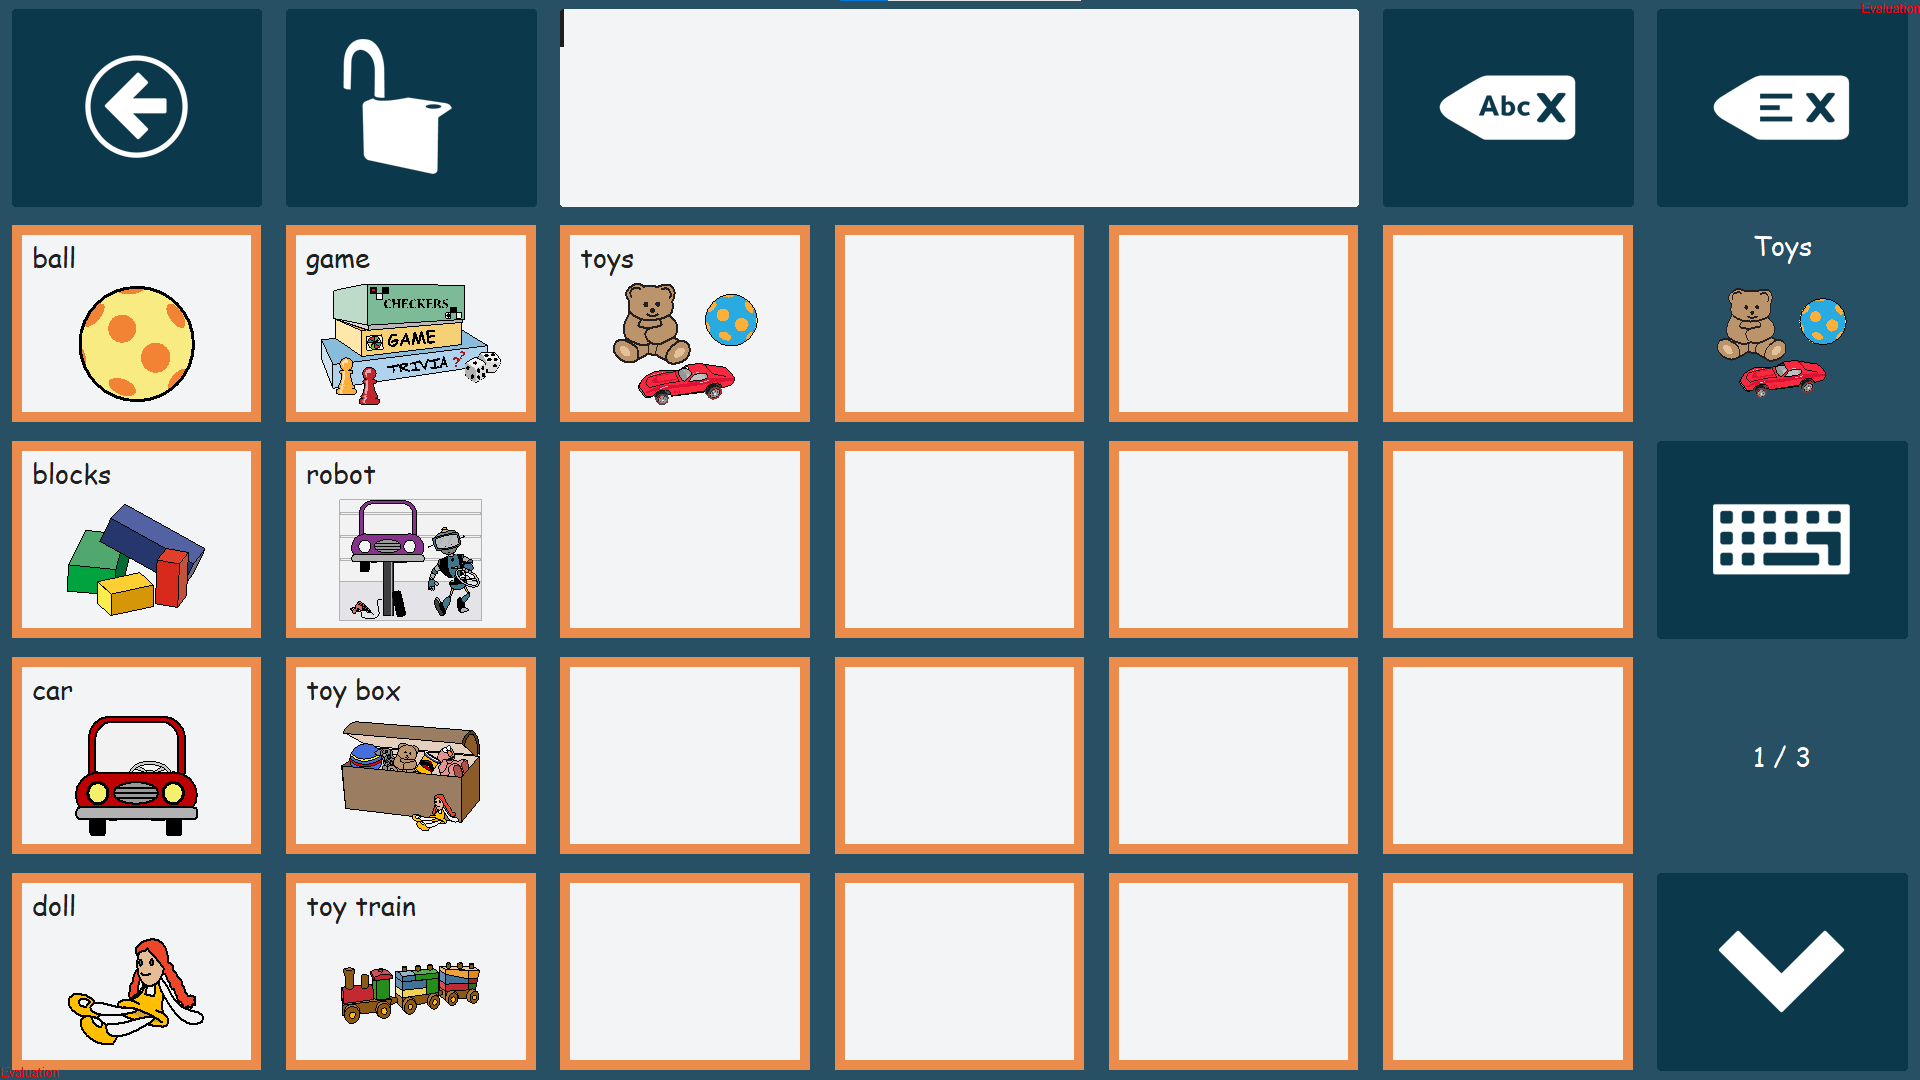 Evaluation
Abc X
X
ball
game
CHECKERS
GAME
TRIVIA ??
toys
Toys
blocks
robot
car
toy box
1 / 3
doll
toy train
Evaluation